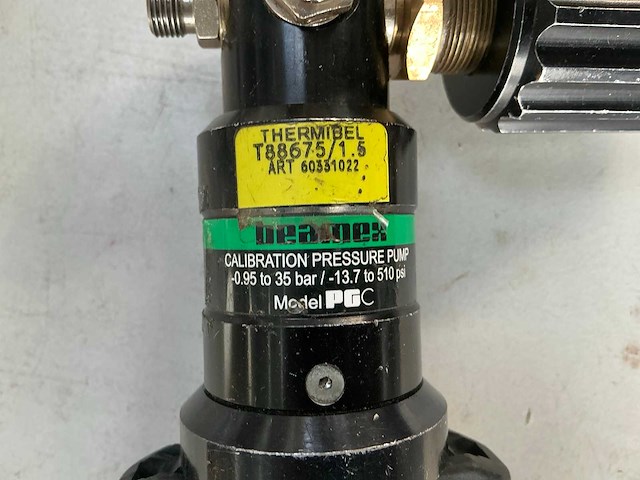 THERMIBEL
T88675/1.5
ART 60331022
beamex
CALIBRATION PRESSURE PUMP
-0.95 to 35 bar / -13.7 to 510 psi
Model PGC